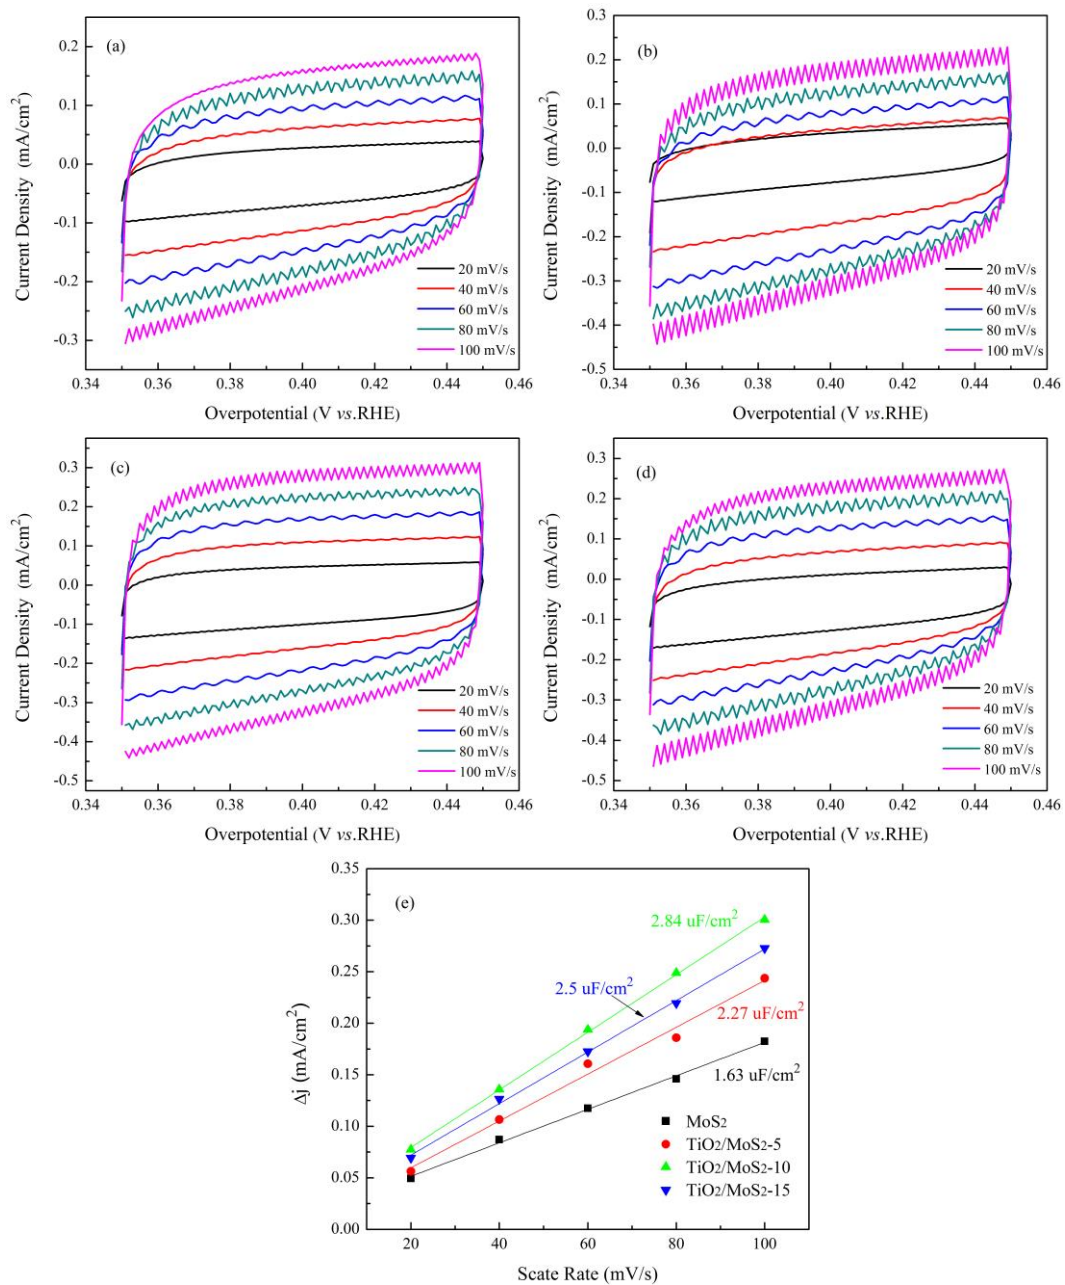 (a)
0.2
0.1
0.0
-0.1
-0.2
-0.3
Current Density (mA/cm²)
20 mV/s
40 mV/s
60 mV/s
80 mV/s
100 mV/s
0.34 0.36 0.38 0.40 0.42 0.44 0.46
Overpotential (V vs.RHE)
(b)
0.3
0.2
0.1
0.0
-0.1
-0.2
-0.3
-0.4
-0.5
Current Density (mA/cm²)
20 mV/s
40 mV/s
60 mV/s
80 mV/s
100 mV/s
0.34 0.36 0.38 0.40 0.42 0.44 0.46
Overpotential (V vs.RHE)
(c)
0.3
0.2
0.1
0.0
-0.1
-0.2
-0.3
-0.4
-0.5
Current Density (mA/cm²)
20 mV/s
40 mV/s
60 mV/s
80 mV/s
100 mV/s
0.34 0.36 0.38 0.40 0.42 0.44 0.46
Overpotential (V vs.RHE)
(d)
0.3
0.2
0.1
0.0
-0.1
-0.2
-0.3
-0.4
-0.5
Current Density (mA/cm²)
20 mV/s
40 mV/s
60 mV/s
80 mV/s
100 mV/s
0.34 0.36 0.38 0.40 0.42 0.44 0.46
Overpotential (V vs.RHE)
(e)
0.35
0.30
0.25
0.20
0.15
0.10
0.05
0.00
Δj (mA/cm²)
2.84 uF/cm²
2.5 uF/cm²
2.27 uF/cm²
1.63 uF/cm²
MoS₂
TiO₂/MoS₂-5
TiO₂/MoS₂-10
TiO₂/MoS₂-15
20 40 60 80 100
Scate Rate (mV/s)